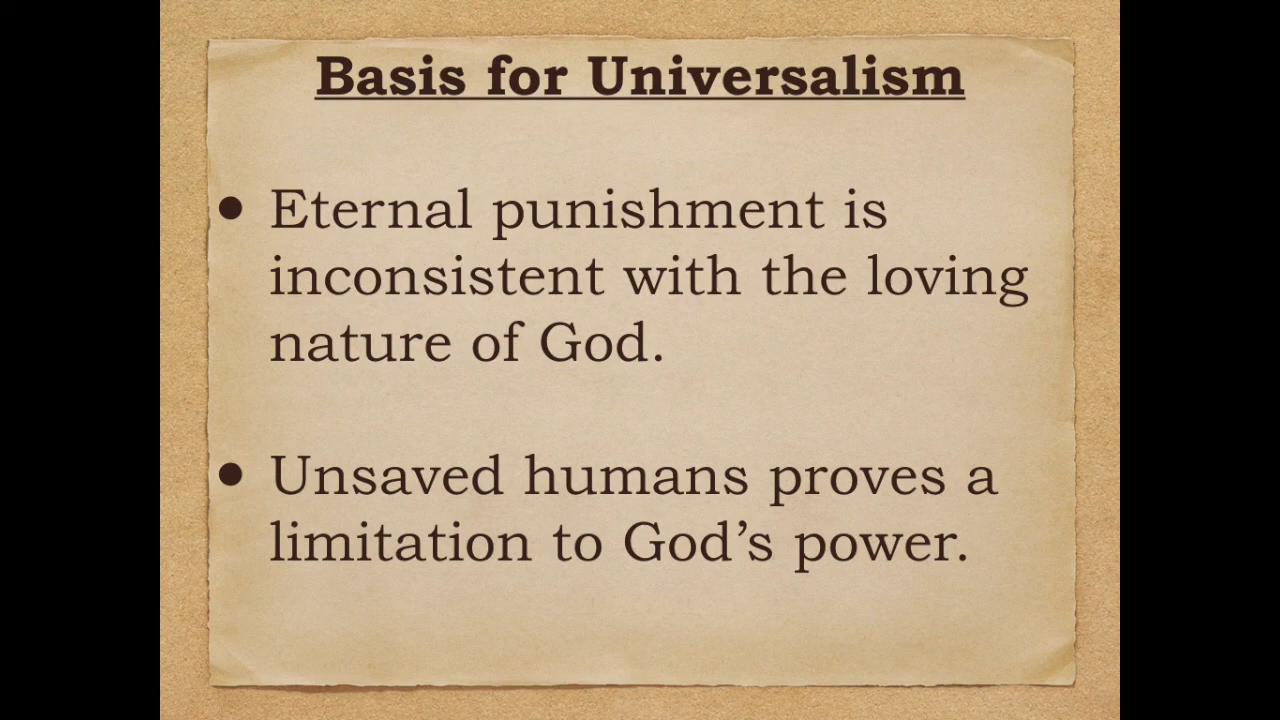 Basis for Universalism
• Eternal punishment is
inconsistent with the loving
nature of God.
• Unsaved humans proves a
limitation to God’s power.